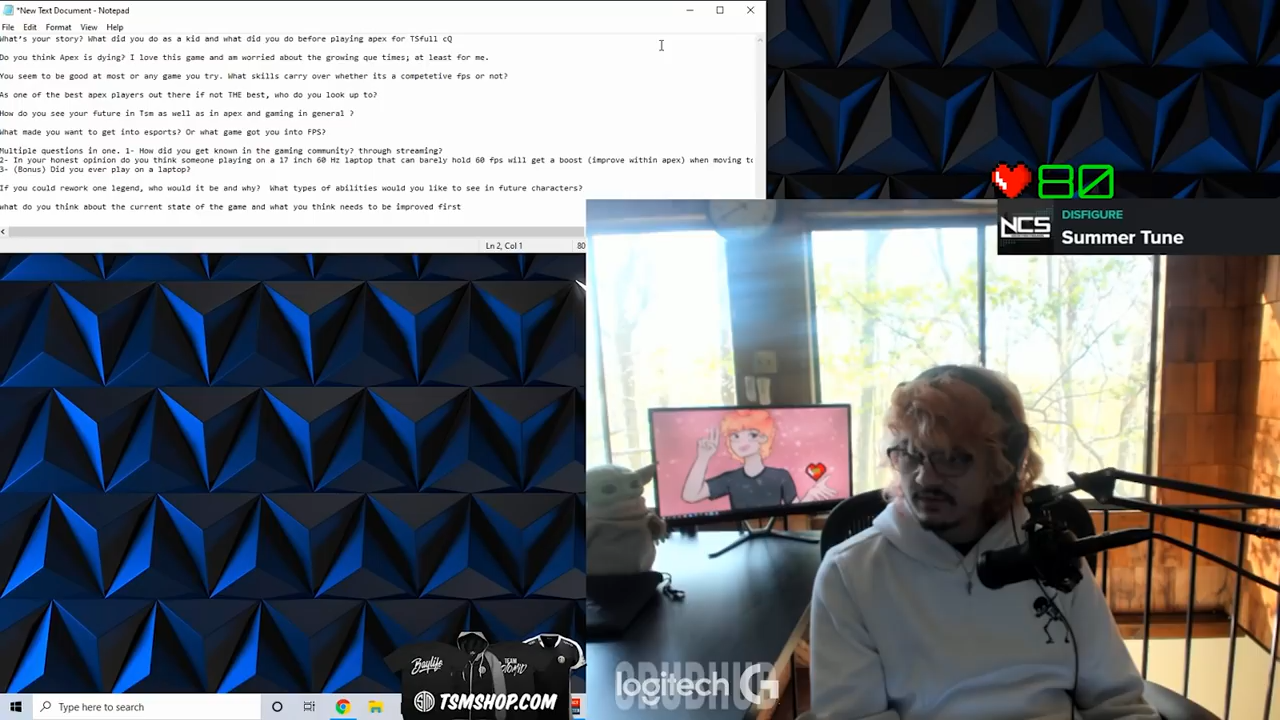 *New Text Document - Notepad
File Edit Format View Help
What's your story? What did you do as a kid and what did you do before playing apex for TSfull cQ
Do you think Apex is dying? I love this game and am worried about the growing que times; at least for me.
You seem to be good at most or any game you try. What skills carry over whether its a competetive fps or not?
As one of the best apex players out there if not THE best, who do you look up to?
How do you see your future in Tsm as well as in apex and gaming in general ?
What made you want to get into esports? Or what game got you into FPS?
Multiple questions in one. 1- How did you get known in the gaming community? through streaming?
2- In your honest opinion do you think someone playing on a 17 inch 60 Hz laptop that can barely hold 60 fps will get a boost (improve within apex) when moving to
3- (Bonus) Did you ever play on a laptop?
If you could rework one legend, who would it be and why? What types of abilities would you like to see in future characters?
what do you think about the current state of the game and what you think needs to be improved first
Ln 2, Col 1
80
80
NCS
DISFIGURE
Summer Tune
Baylife
TSMSHOP.COM
logitech G
Type here to search